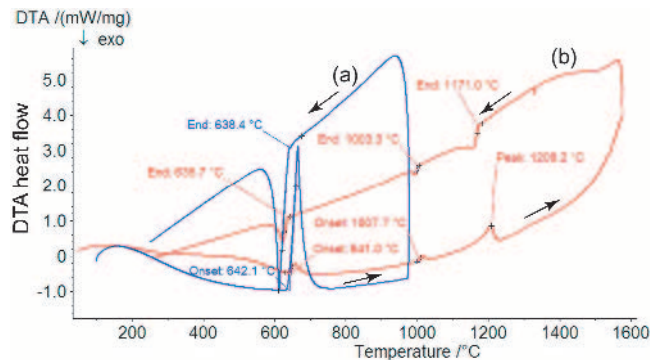 DTA /(mW/mg)
↓ exo
(a)
(b)
5.0
End: 1171.0 °C
4.0
End: 638.4 °C
End: 1003.3 °C
3.0
End: 638.7 °C
Peak: 1208.2 °C
2.0
1.0
Onset: 1007.7 °C
Onset: 641.0 °C
0
Onset: 642.1 °C
-1.0
DTA heat flow
200 400 600 800 1000 1200 1400 1600
Temperature /°C